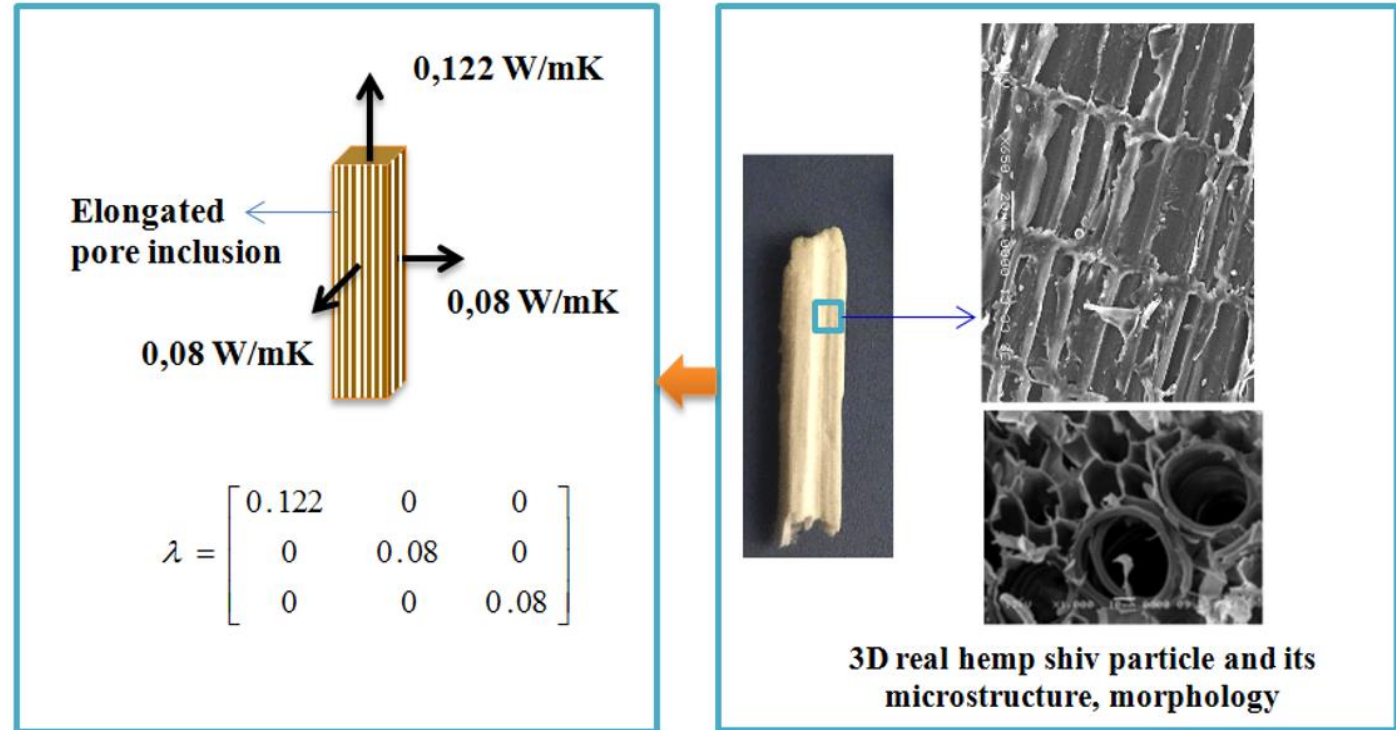 0,122 W/mK
Elongated
pore inclusion
0,08 W/mK
0,08 W/mK
λ =
0.122 0 0
0 0.08 0
0 0 0.08
3D real hemp shiv particle and its
microstructure, morphology